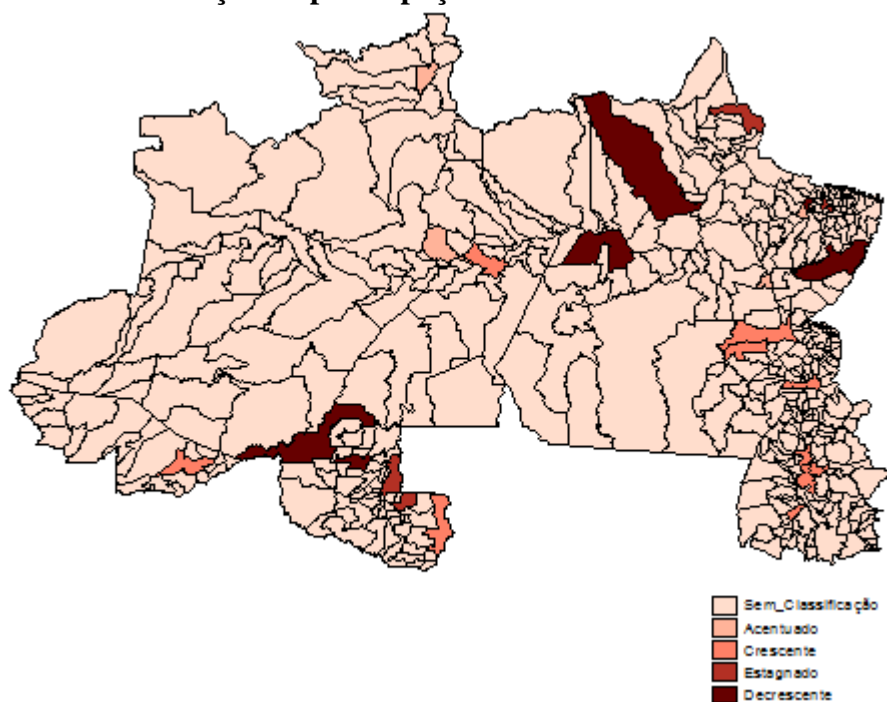 Sem_Classificação
Acentuado
Crescente
Estagnado
Decrescente